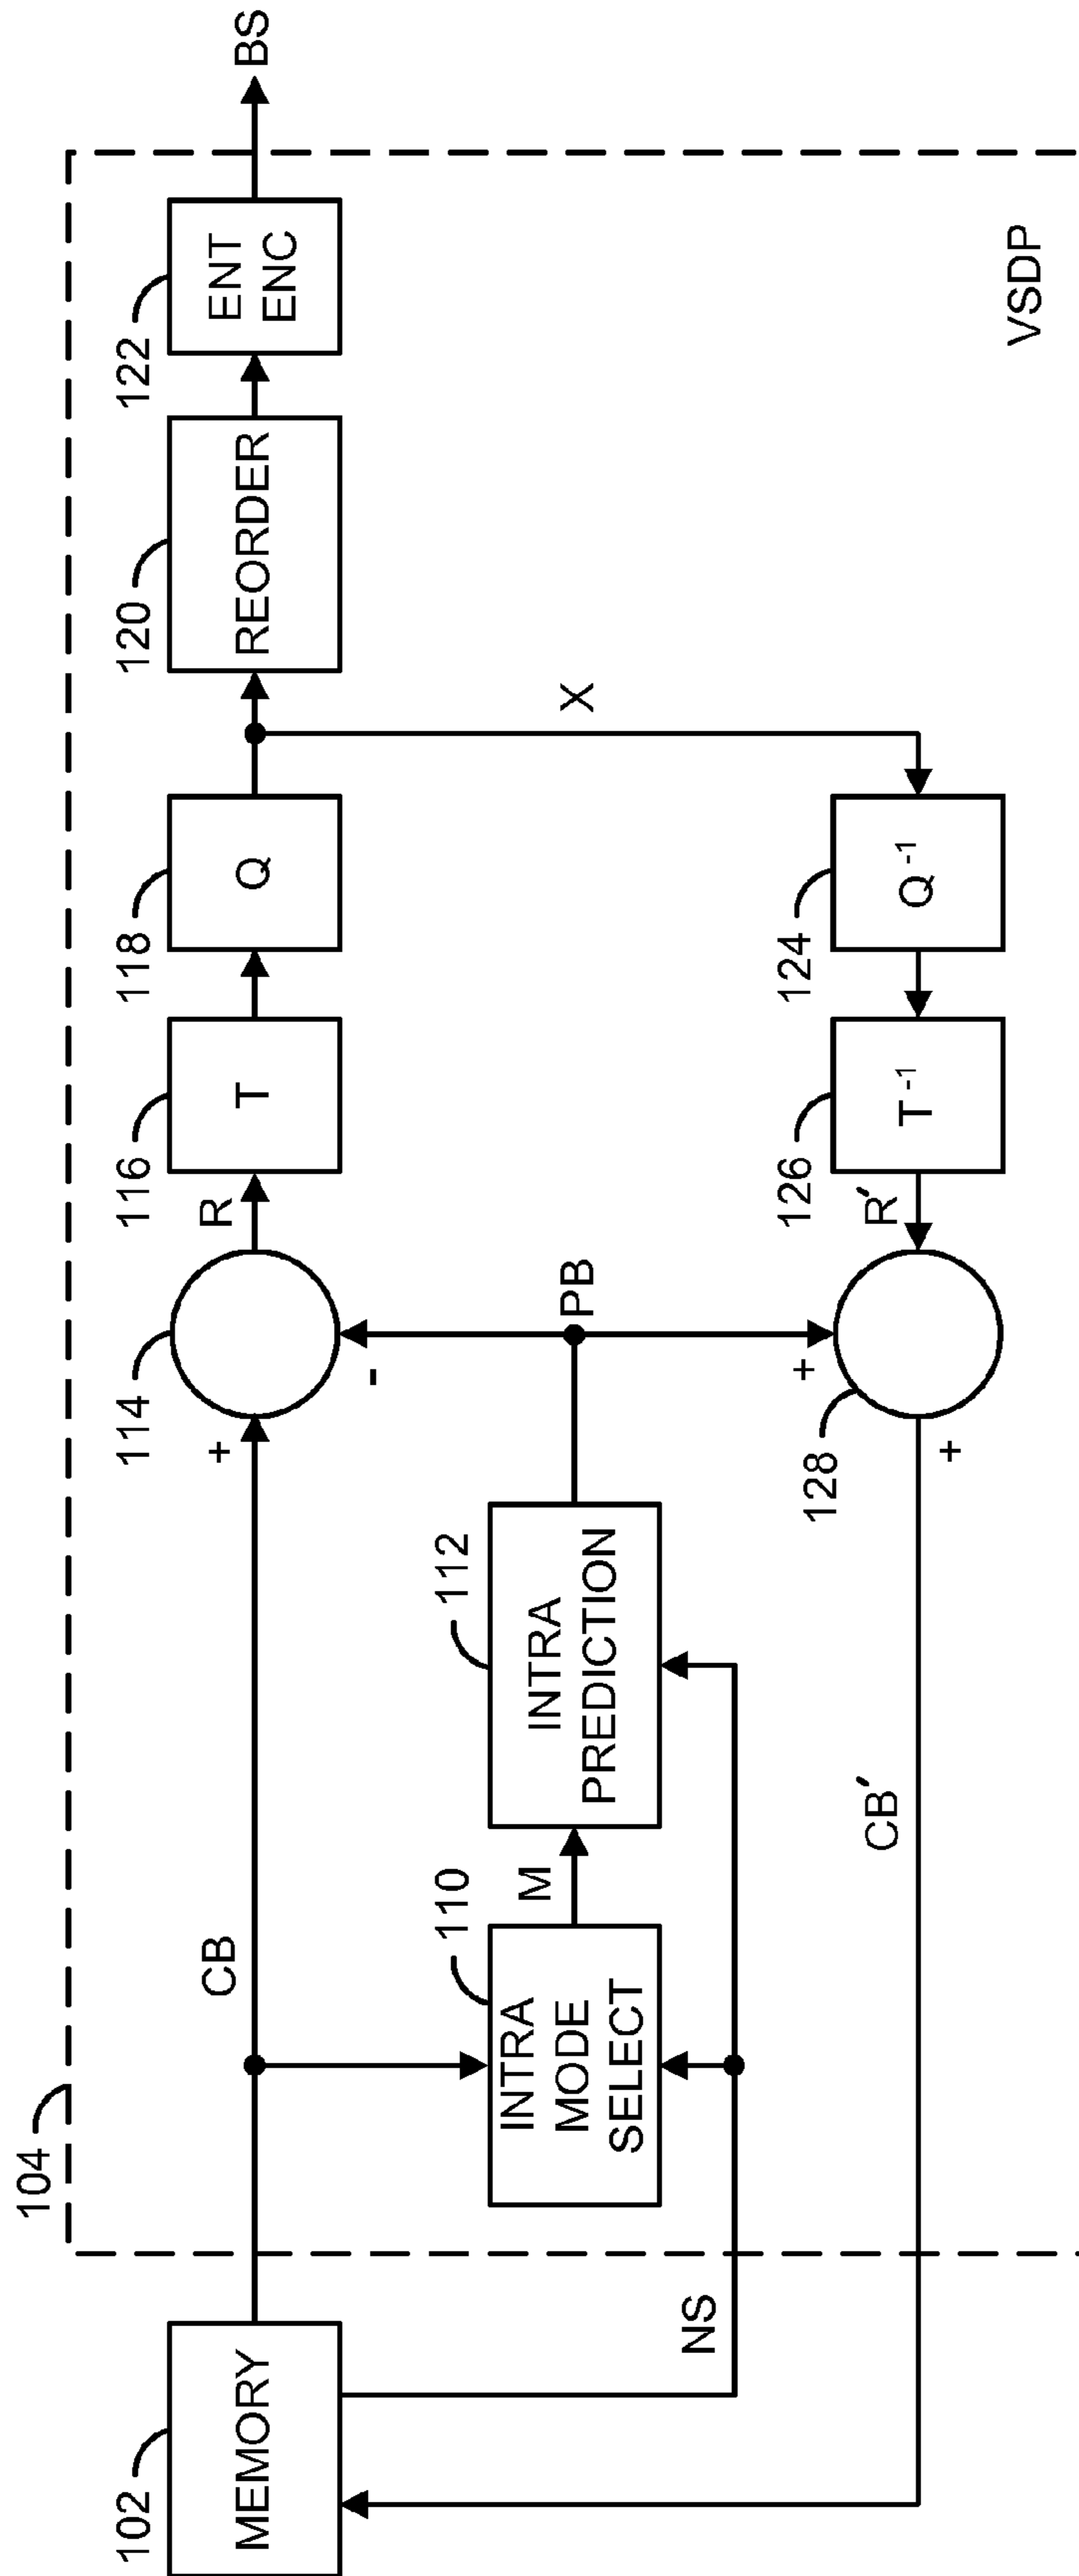 104
102
MEMORY
CB
+
114
-
R
116
T
118
Q
120
REORDER
122
ENT
ENC
BS
110
INTRA
MODE
SELECT
M
112
INTRA
PREDICTION
PB
X
NS
CB'
128
+
+
R'
126
T-1
124
Q-1
VSDP